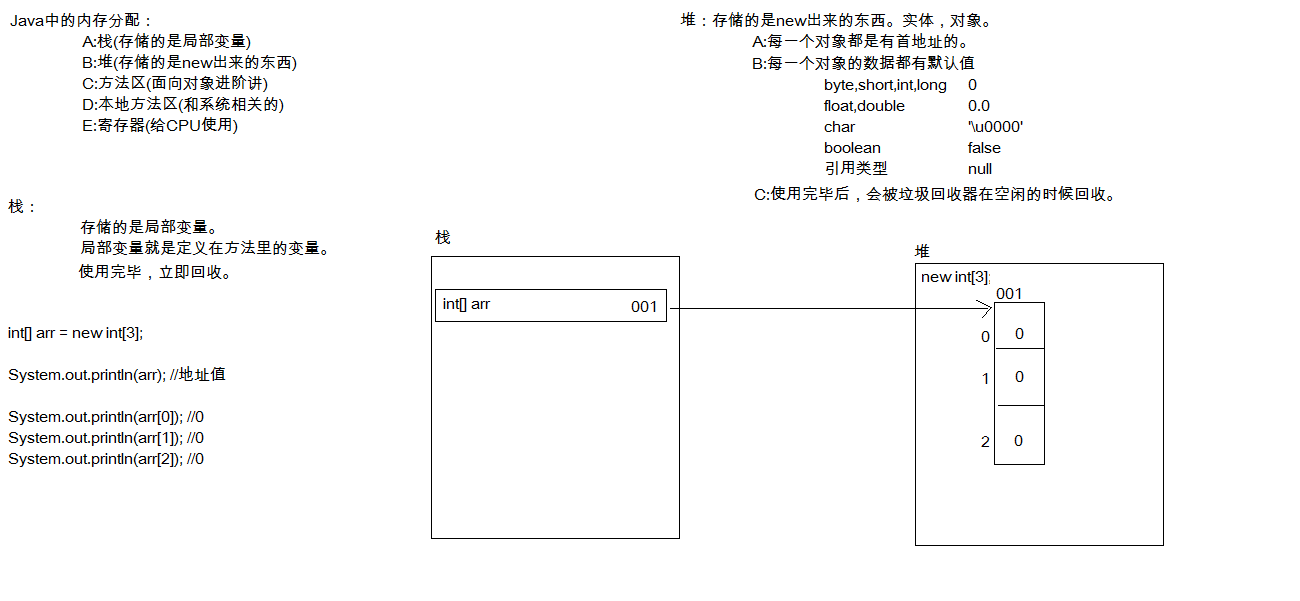 Java中的内存分配：
A:栈(存储的是局部变量)
B:堆(存储的是new出来的东西)
C:方法区(面向对象进阶讲)
D:本地方法区(和系统相关的)
E:寄存器(给CPU使用)
栈：
存储的是局部变量。
局部变量就是定义在方法里的变量。
使用完毕，立即回收。
int[] arr = new int[3];
System.out.println(arr); //地址值
System.out.println(arr[0]); //0
System.out.println(arr[1]); //0
System.out.println(arr[2]); //0
堆：存储的是new出来的东西。实体，对象。
A:每一个对象都是有首地址的。
B:每一个对象的数据都有默认值
byte,short,int,long 0
float,double 0.0
char '\u0000'
boolean false
引用类型 null
C:使用完毕后，会被垃圾回收器在空闲的时候回收。
栈
int[] arr 001
堆
new int[3];
001
0 0
1 0
2 0